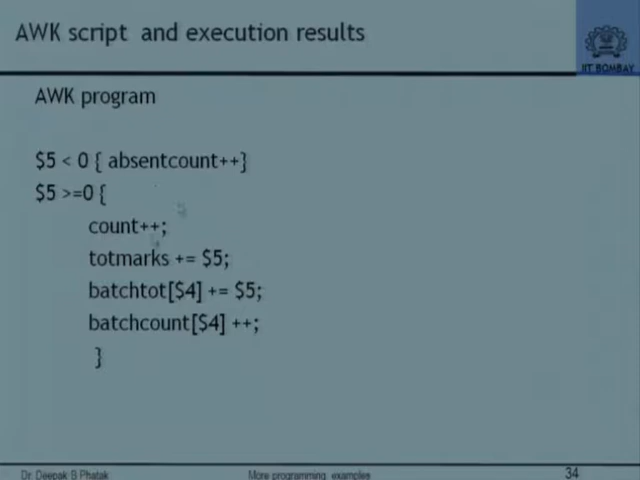 AWK script and execution results
IIT BOMBAY
AWK program
$5 < 0 { absentcount++}
$5 >=0 {
count++;
totmarks += $5;
batchtot[$4] += $5;
batchcount[$4] ++;
}
Dr. Deepak B Phatak
More programming examples
34